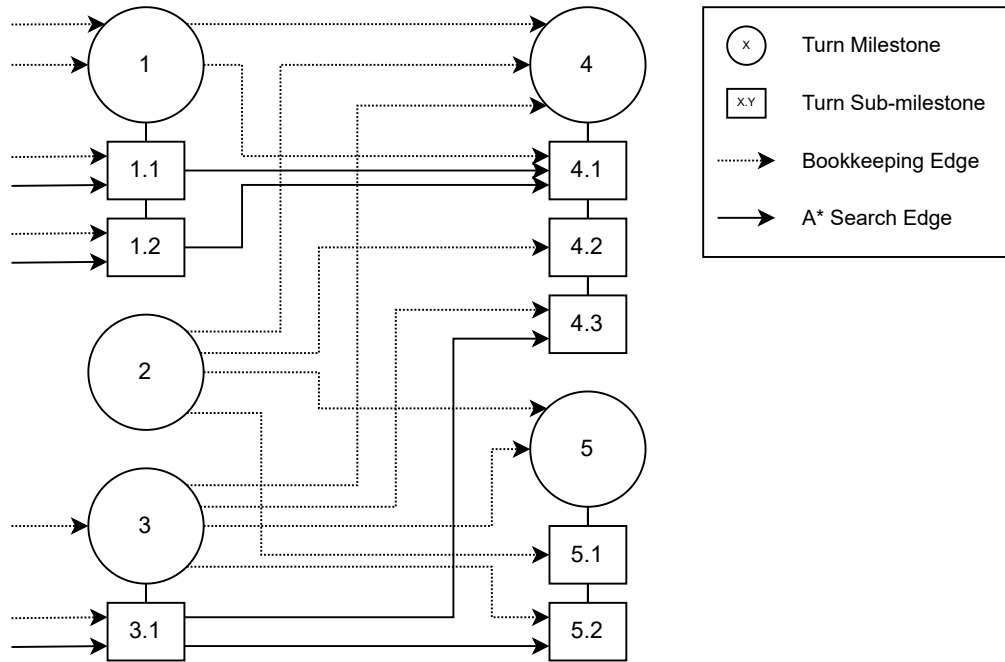 1
4
X
Turn Milestone
X.Y
Turn Sub-milestone
1.1
4.1
Bookkeeping Edge
A* Search Edge
1.2
4.2
4.3
2
5
3
5.1
3.1
5.2